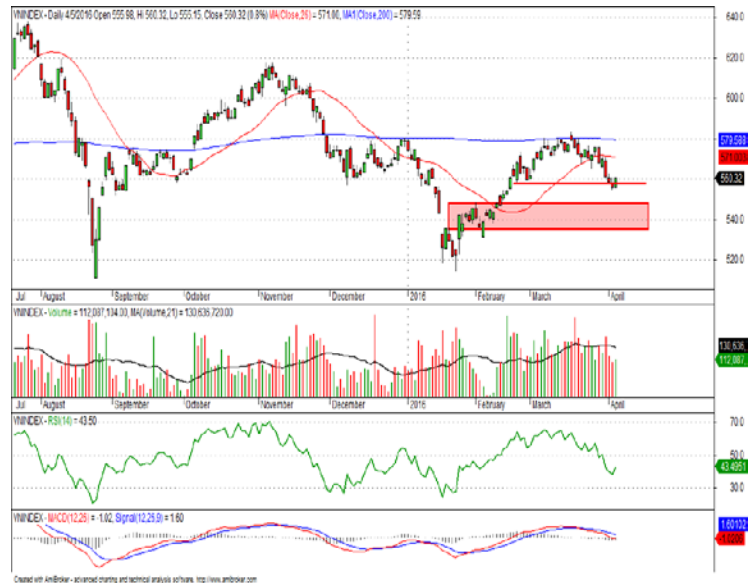 VNINDEX - Daily 4/5/2016 Open 555.98, Hi 560.32, Lo 555.15, Close 560.32 (0.8%) MA(Close,26) = 571.00, MA1(Close,200) = 579.59
640.0
620.0
600.0
579.588
571.003
560.32
540.0
520.0
Jul August September October November December 2016 February March April
VNINDEX - Volume = 112,087,104.00, MA(Volume,21) = 130,636,720.00
130,636,
112,087,
Jul August September October November December 2016 February March April
VNINDEX - RSI(14) = 43.50
70.0
50.0
43.4951
30.0
VNINDEX - MACD(12,26) = -1.02, Signal(12,26,9) = 1.60
1.60102
Created with AmiBroker - advanced charting and technical analysis software. http://www.amibroker.com